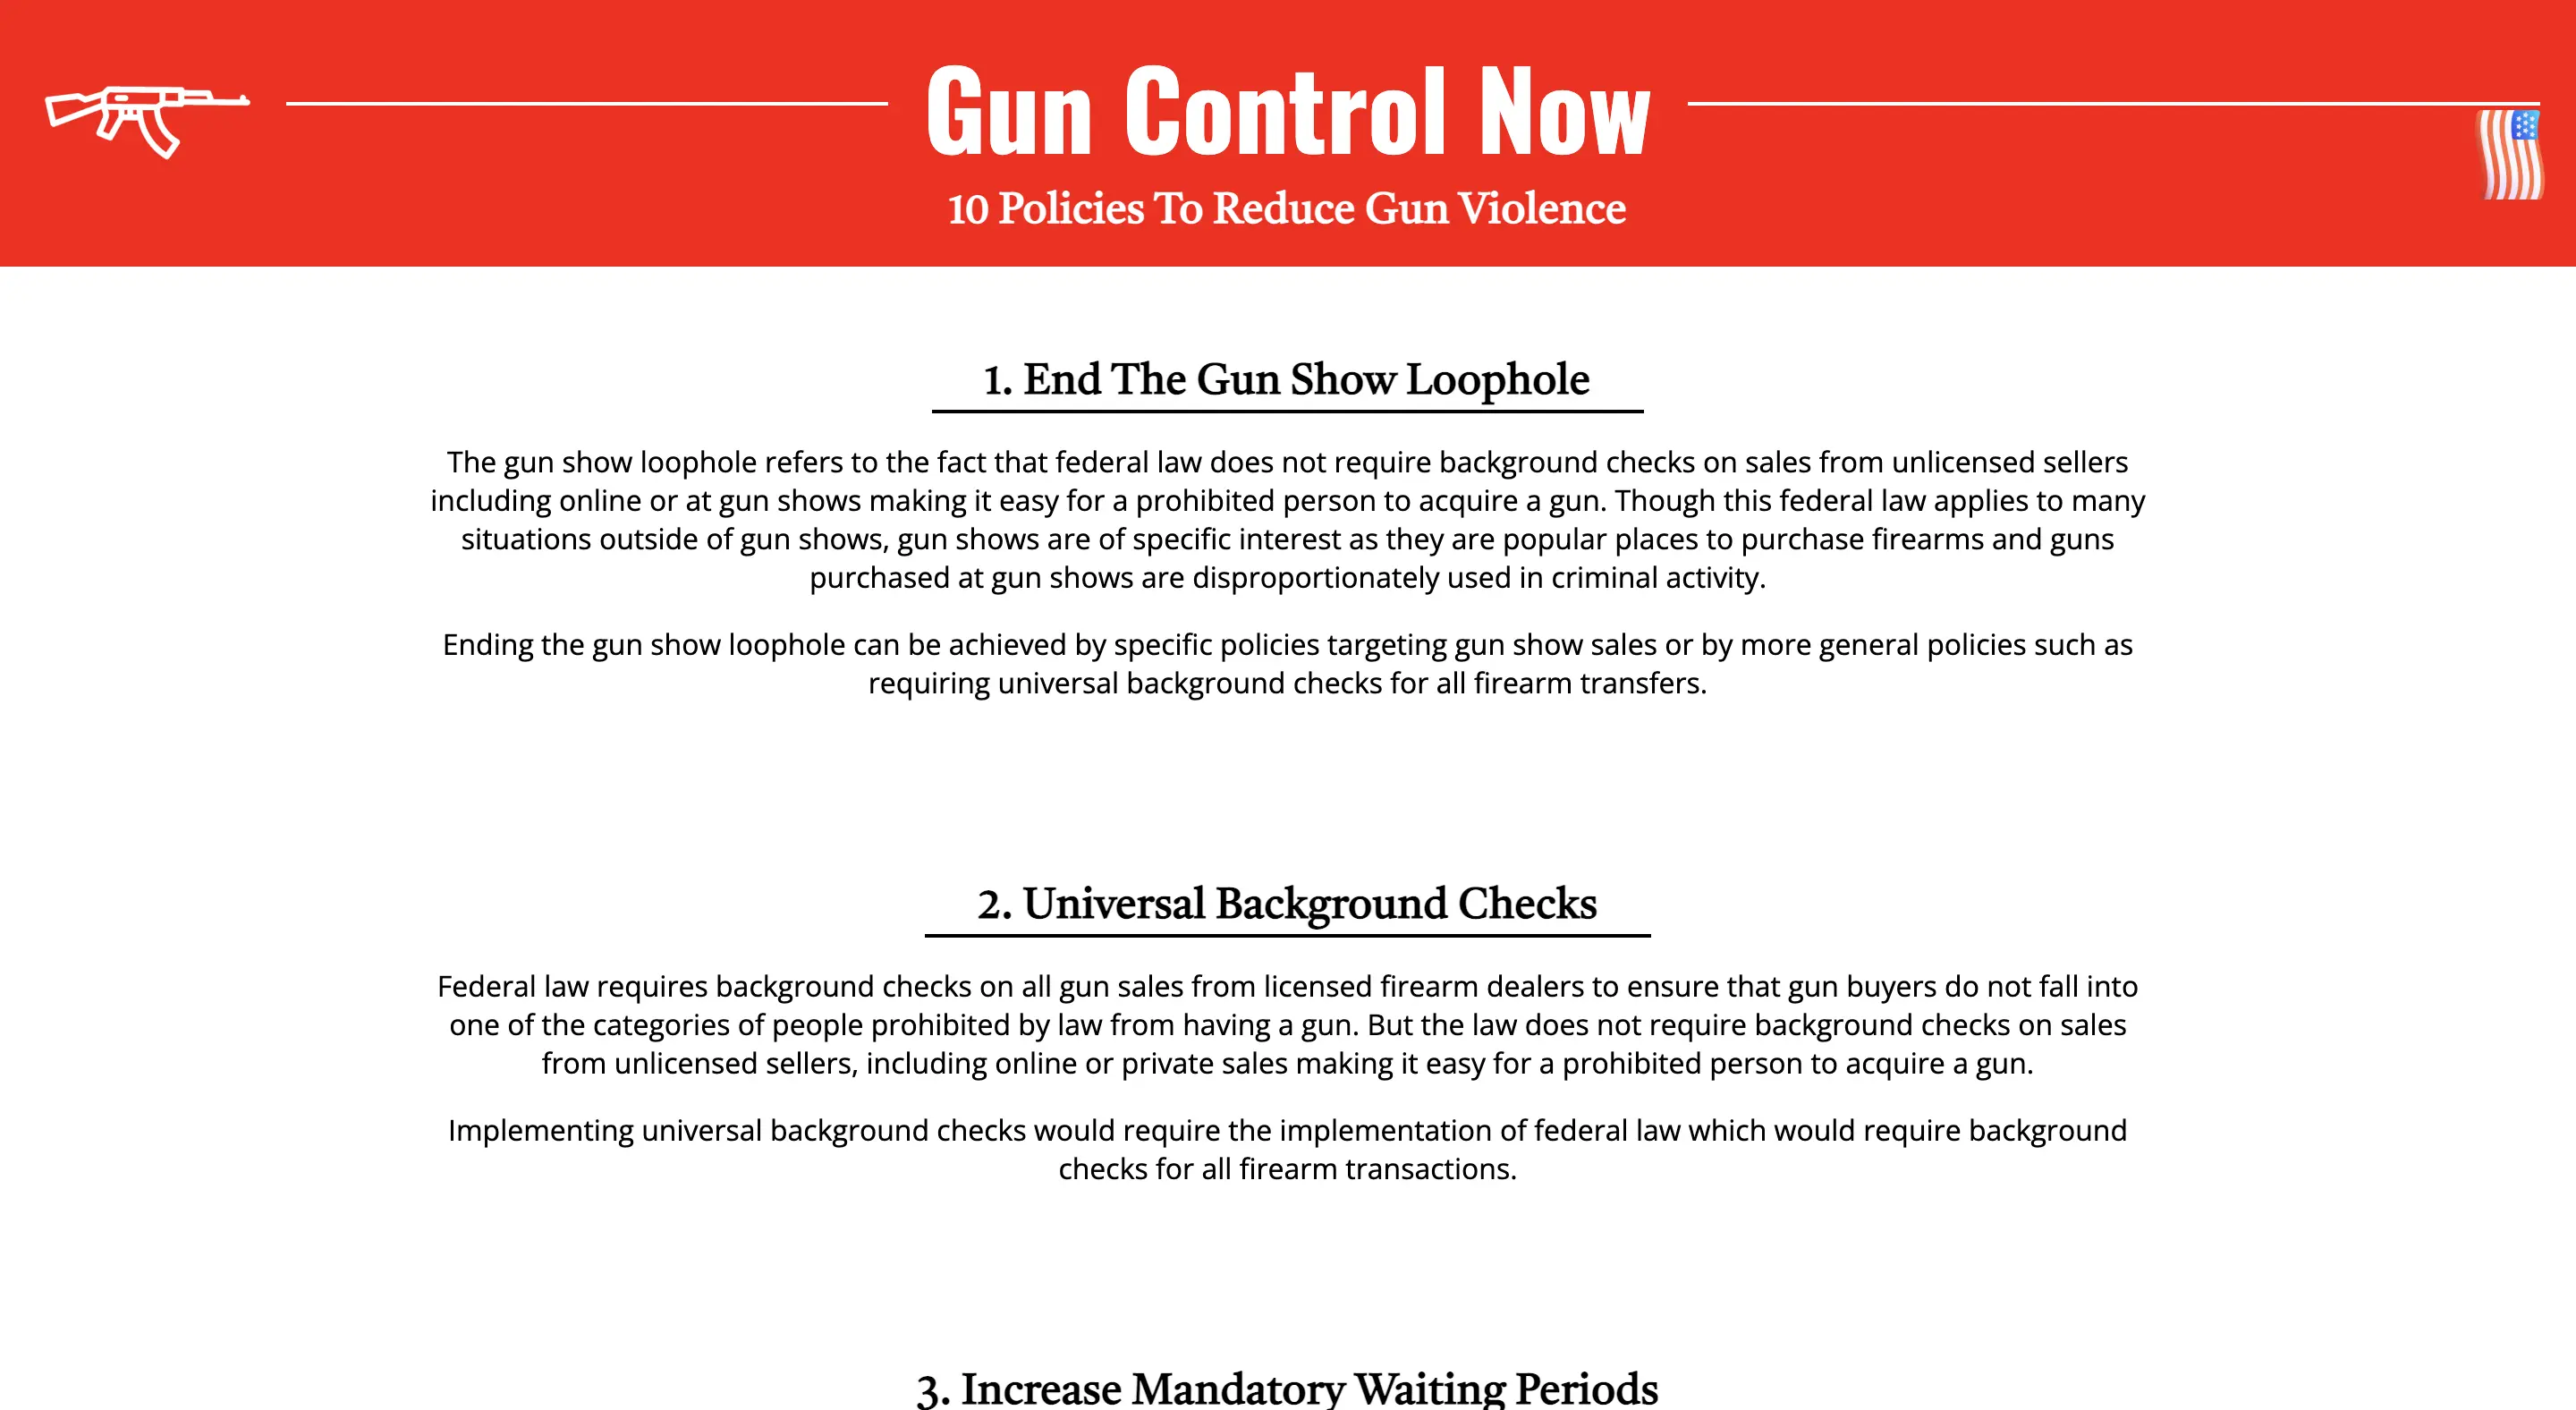 Gun Control Now
10 Policies To Reduce Gun Violence
1. End The Gun Show Loophole
The gun show loophole refers to the fact that federal law does not require background checks on sales from unlicensed sellers
including online or at gun shows making it easy for a prohibited person to acquire a gun. Though this federal law applies to many
situations outside of gun shows, gun shows are of specific interest as they are popular places to purchase firearms and guns
purchased at gun shows are disproportionately used in criminal activity.
Ending the gun show loophole can be achieved by specific policies targeting gun show sales or by more general policies such as
requiring universal background checks for all firearm transfers.
2. Universal Background Checks
Federal law requires background checks on all gun sales from licensed firearm dealers to ensure that gun buyers do not fall into
one of the categories of people prohibited by law from having a gun. But the law does not require background checks on sales
from unlicensed sellers, including online or private sales making it easy for a prohibited person to acquire a gun.
Implementing universal background checks would require the implementation of federal law which would require background
checks for all firearm transactions.
3. Increase Mandatory Waiting Periods